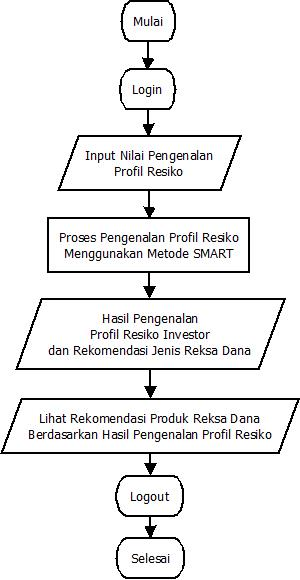 Mulai
Login
Input Nilai Pengenalan
Profil Resiko
Proses Pengenalan Profil Resiko
Menggunakan Metode SMART
Hasil Pengenalan
Profil Resiko Investor
dan Rekomendasi Jenis Reksa Dana
Lihat Rekomendasi Produk Reksa Dana
Berdasarkan Hasil Pengenalan Profil Resiko
Logout
Selesai